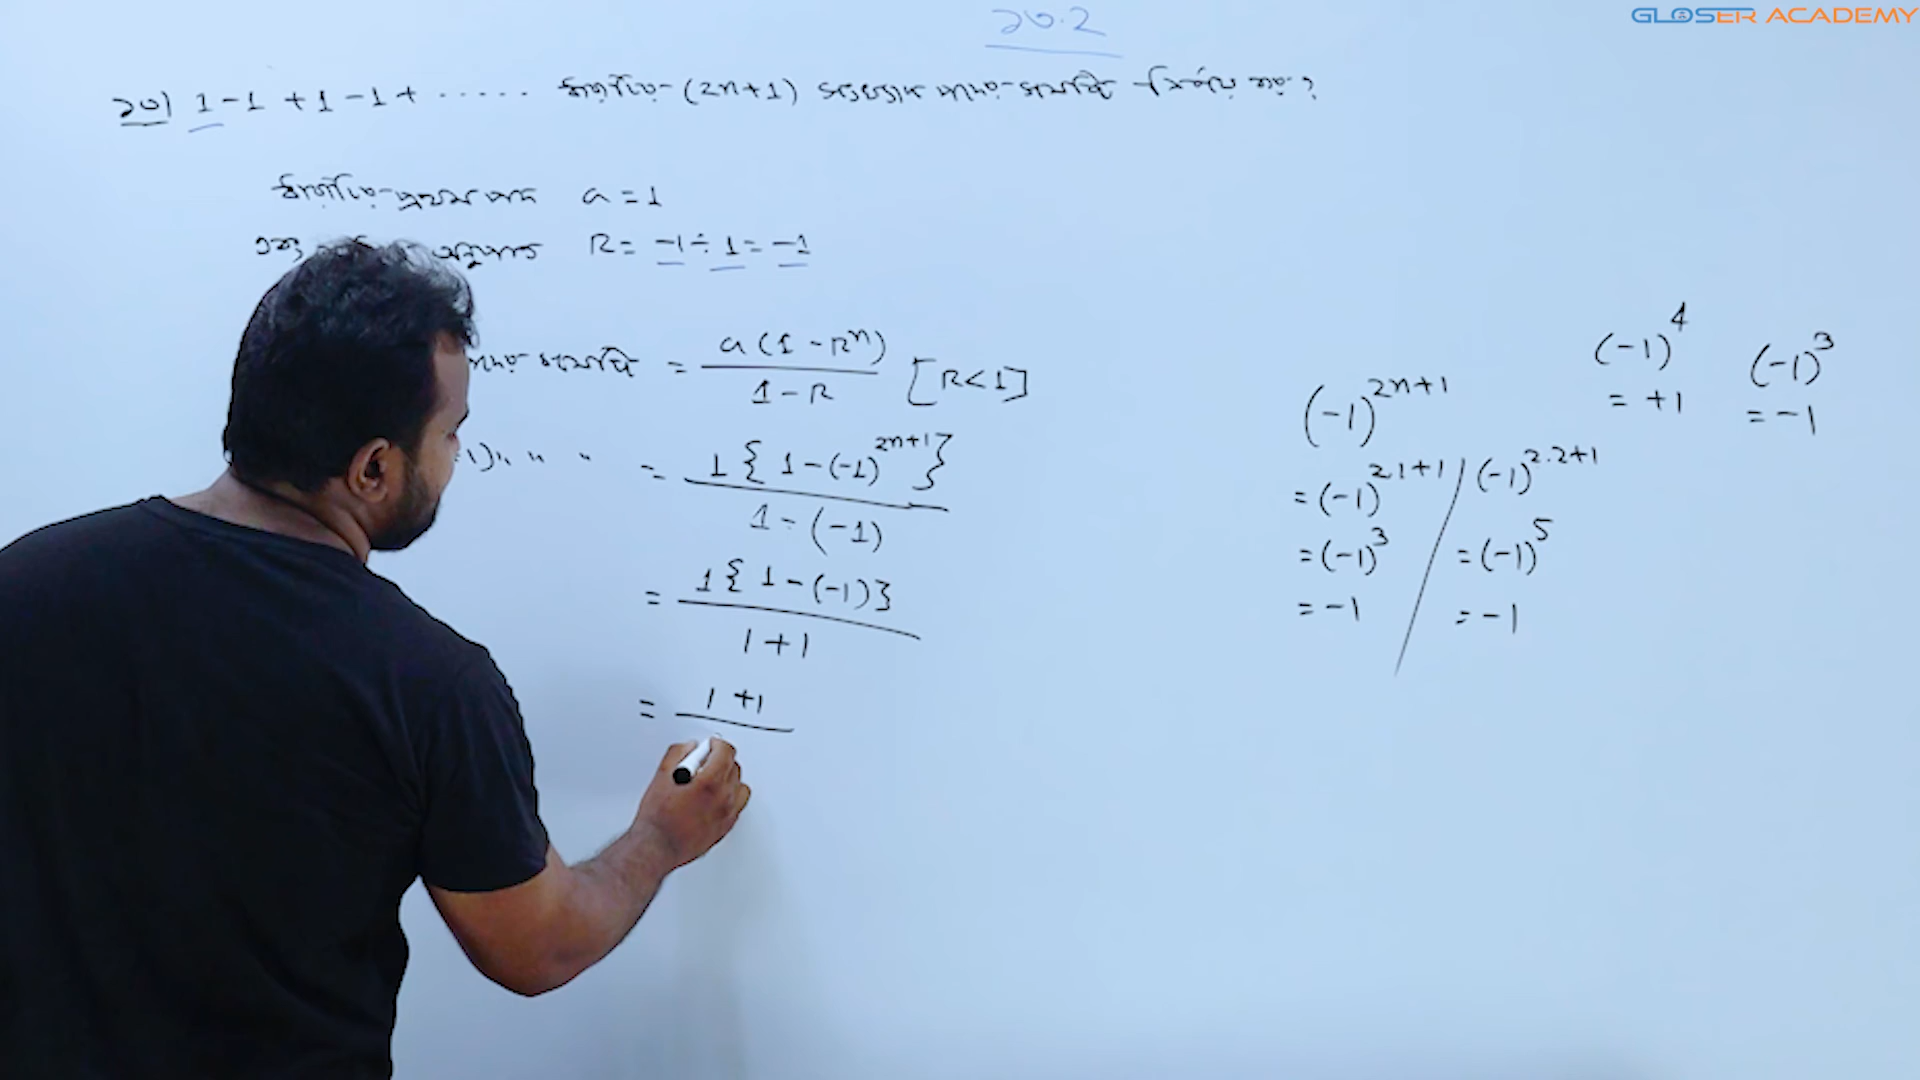 GLOSER ACADEMY
১৩.২
১০) 1 - 1 + 1 - 1 + ..... ধারাটির (2n+1) সংখ্যক পদের সমষ্টি নির্ণয় কর?
ধারাটির প্রথম পদ a = 1
অনুপাত R = -1 ÷ 1 = -1
পদের সমষ্টি = a(1 - Rⁿ) / 1 - R [R<1]
1) " " " = 1{1 - (-1)²ⁿ⁺¹} / 1 - (-1)
= 1{1 - (-1)} / 1 + 1
= 1 + 1
(-1)²ⁿ⁺¹
= (-1)²·¹⁺¹
= (-1)³
= -1
(-1)²·²⁺¹
= (-1)⁵
= -1
(-1)⁴
= +1
(-1)³
= -1